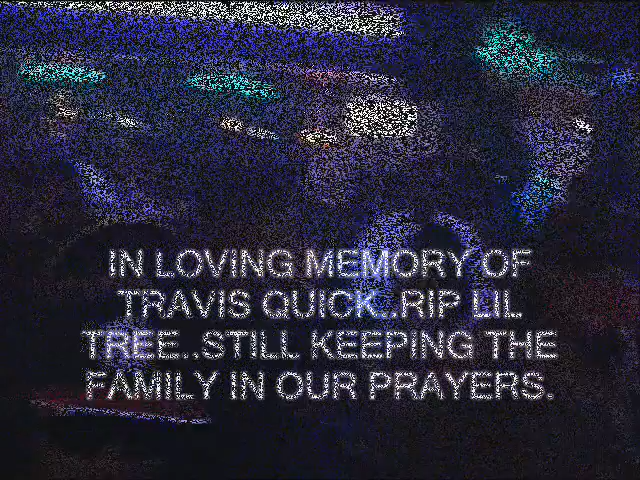 IN LOVING MEMORY OF
TRAVIS QUICK..RIP LIL
TREE..STILL KEEPING THE
FAMILY IN OUR PRAYERS.